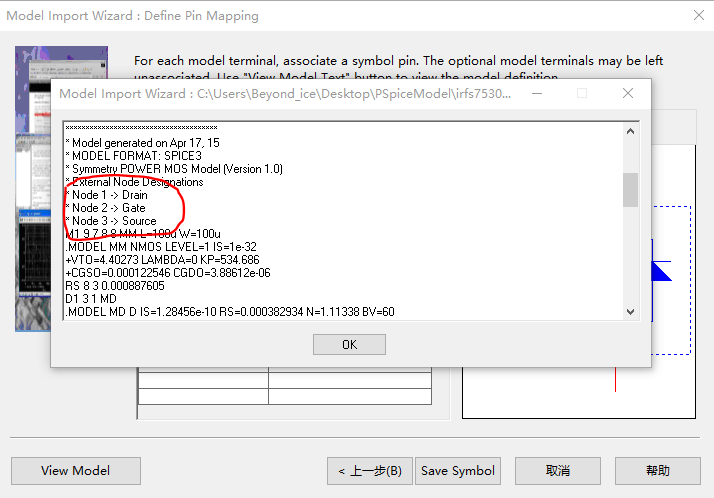 Model Import Wizard : Define Pin Mapping
For each model terminal, associate a symbol pin. The optional model terminals may be left
unassociated. Use "View Model Text" button to view the model definition.
Model Import Wizard : C:\Users\Beyond_ice\Desktop\PSpiceModel\irfs7530...
**************************************
* Model generated on Apr 17, 15
* MODEL FORMAT: SPICE3
* Symmetry POWER MOS Model (Version 1.0)
* External Node Designations
* Node 1 -> Drain
* Node 2 -> Gate
* Node 3 -> Source
M1 9 7 8 8 MM L=100u W=100u
.MODEL MM NMOS LEVEL=1 IS=1e-32
+VTO=4.40273 LAMBDA=0 KP=534.686
+CGSO=0.000122546 CGDO=3.88612e-06
RS 8 3 0.000887605
D1 3 1 MD
.MODEL MD D IS=1.28456e-10 RS=0.000382934 N=1.11338 BV=60
OK
View Model
< 上一步(B)
Save Symbol
取消
帮助